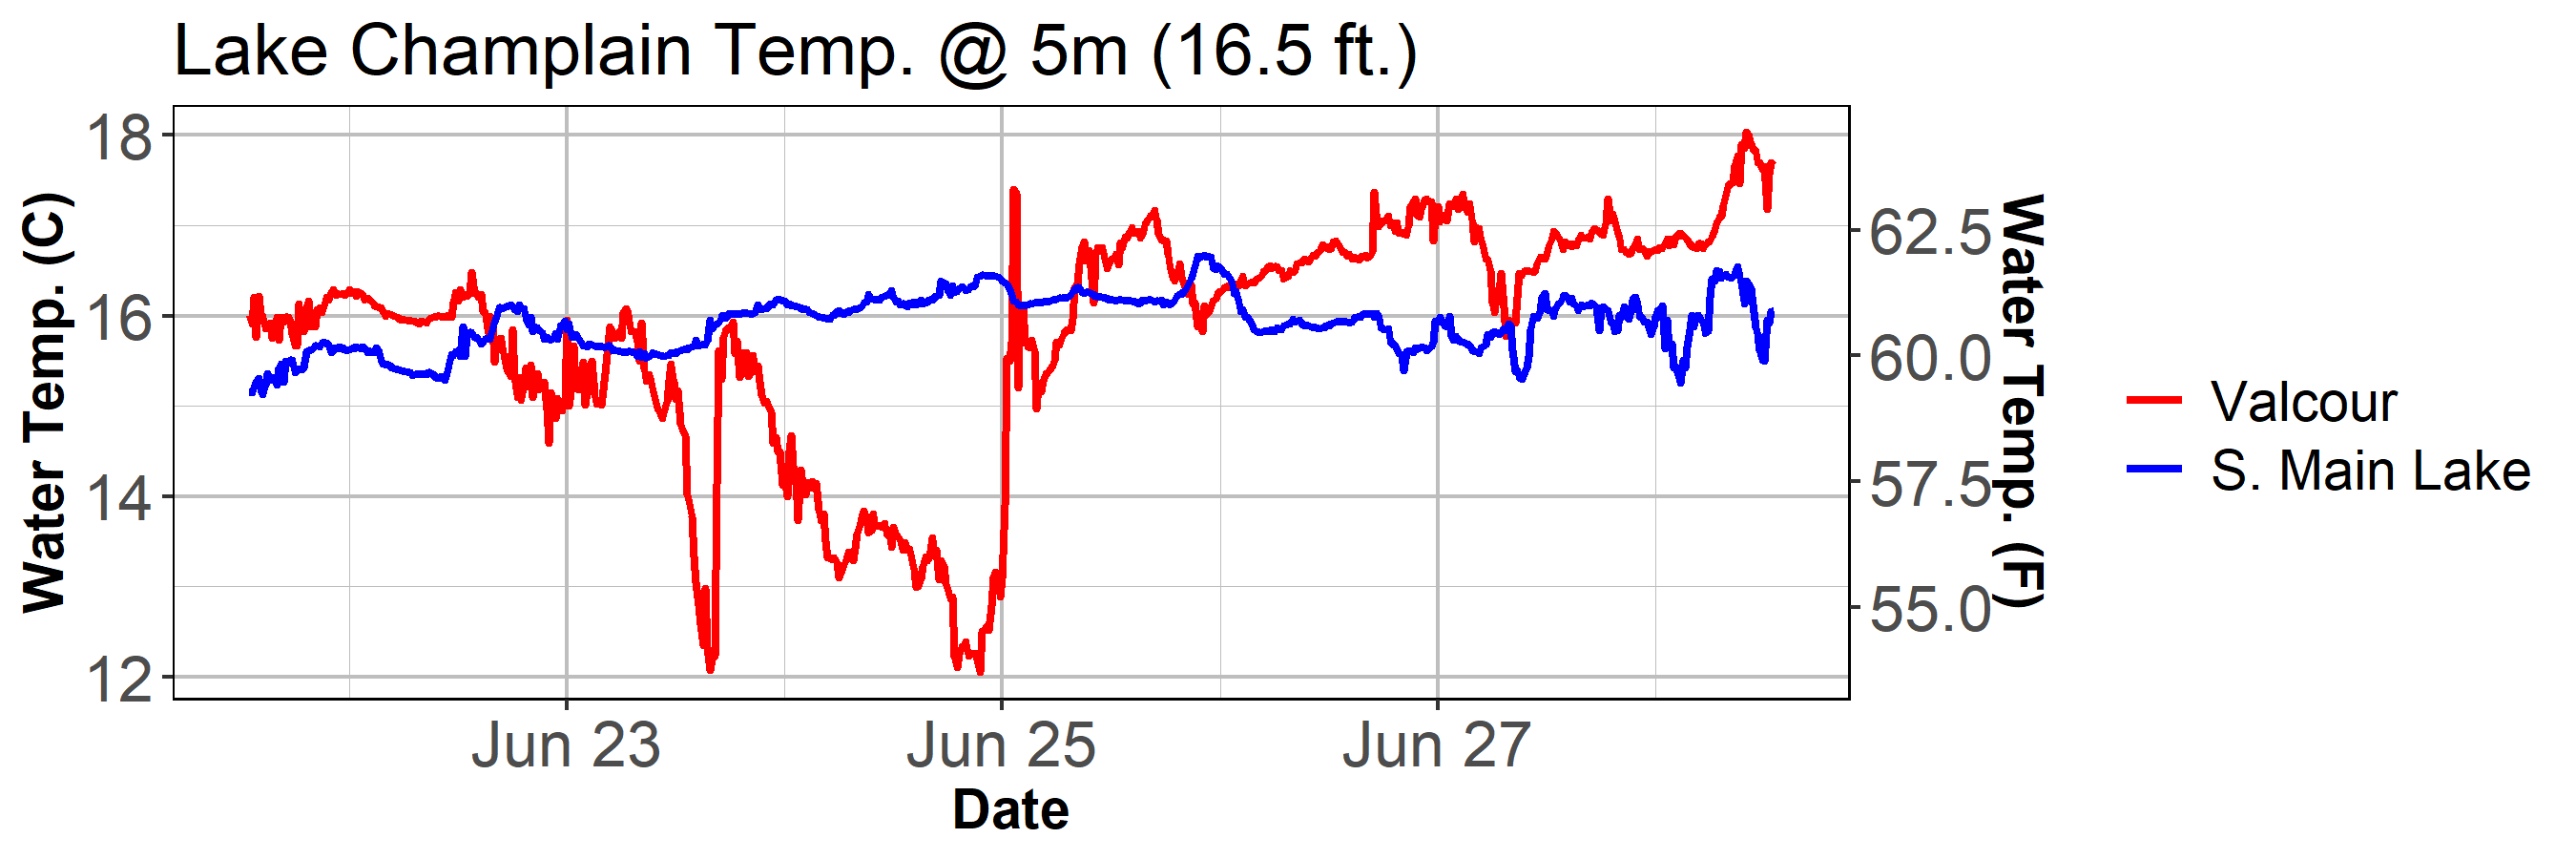 Lake Champlain Temp. @ 5m (16.5 ft.)
Water Temp. (C)
18
16
14
12
62.5
60.0
57.5
55.0
Water Temp. (F)
Jun 23
Jun 25
Jun 27
Date
Valcour
S. Main Lake